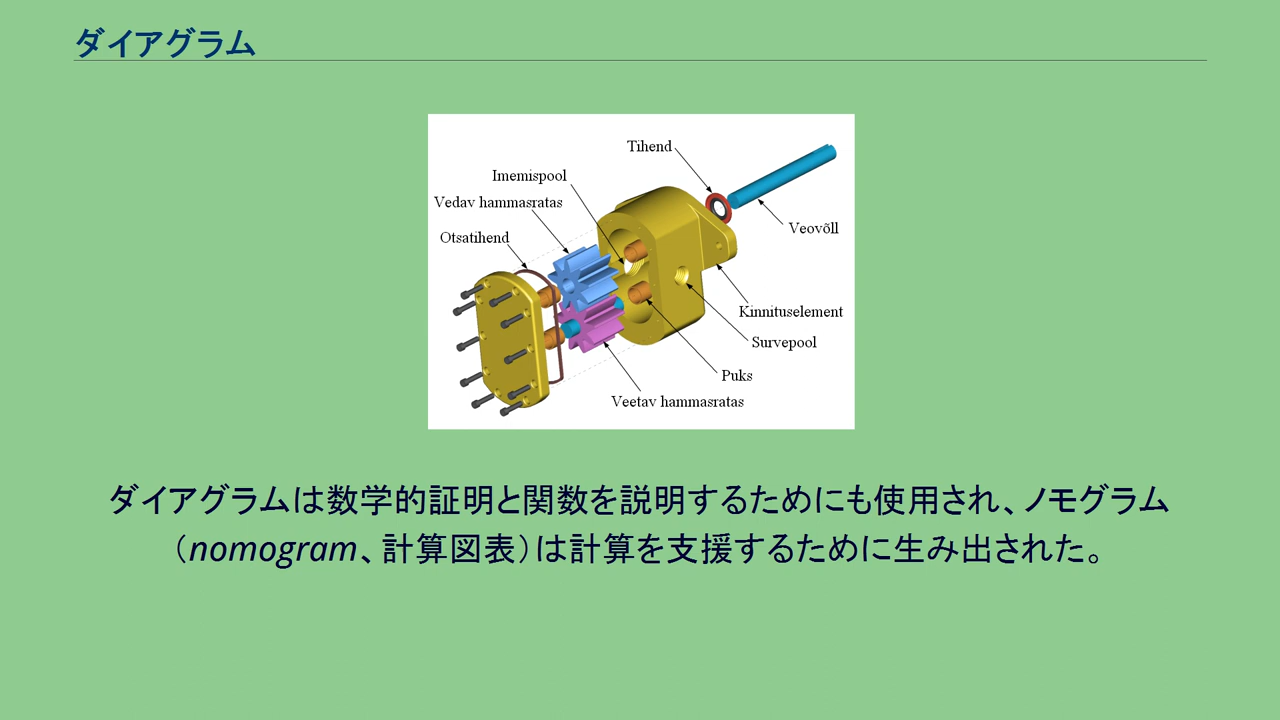 ダイアグラム
Tihend
Imemispool
Vedav hammasratas
Veovõll
Otsatihend
Kinnituselement
Survepool
Puks
Veetav hammasratas
ダイアグラムは数学的証明と関数を説明するためにも使用され、ノモグラム
（nomogram、計算図表）は計算を支援するために生み出された。